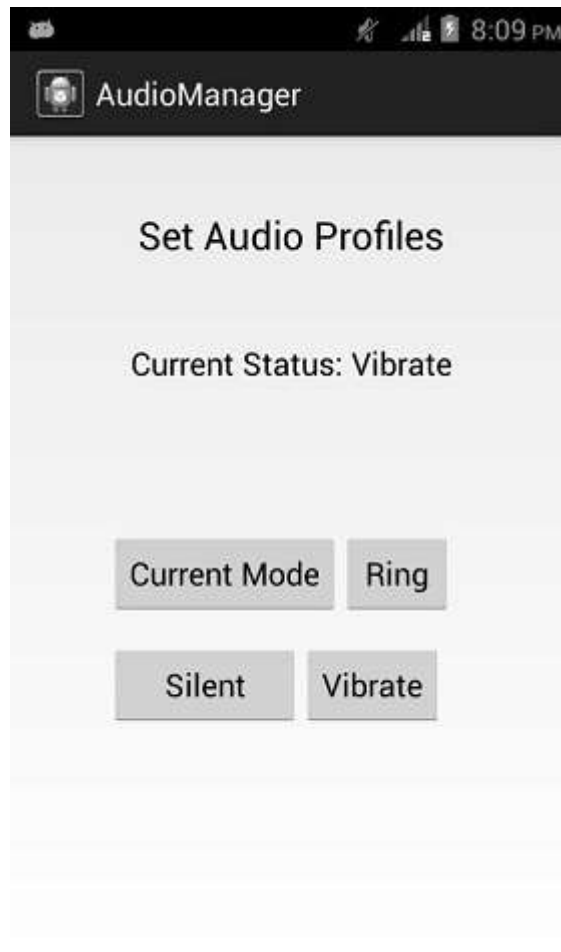 8:09 PM
AudioManager
Set Audio Profiles
Current Status: Vibrate
Current Mode Ring
Silent Vibrate